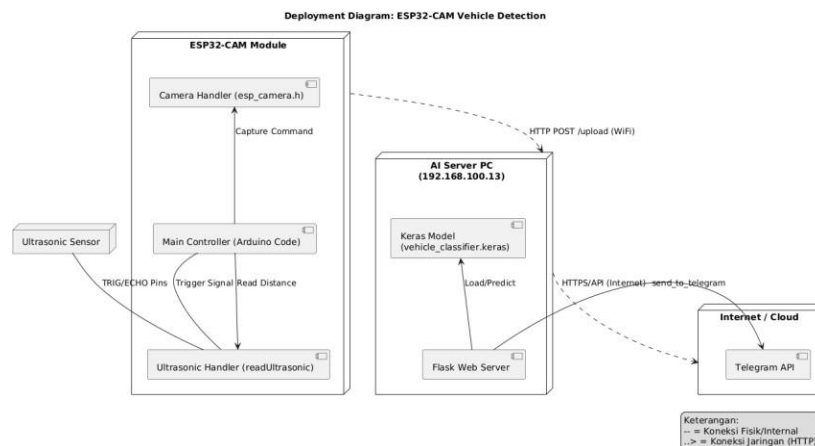 Deployment Diagram: ESP32-CAM Vehicle Detection
ESP32-CAM Module
Camera Handler (esp_camera.h)
Capture Command
HTTP POST /upload (WiFi)
AI Server PC
(192.168.100.13)
Ultrasonic Sensor
Main Controller (Arduino Code)
Keras Model
(vehicle_classifier.keras)
TRIG/ECHO Pins
Trigger Signal
Read Distance
Load/Predict
HTTPS/API (Internet)
send_to_telegram
Internet / Cloud
Ultrasonic Handler (readUltrasonic)
Flask Web Server
Telegram API
Keterangan:
-- = Koneksi Fisik/Internal
..> = Koneksi Jaringan (HTTP)